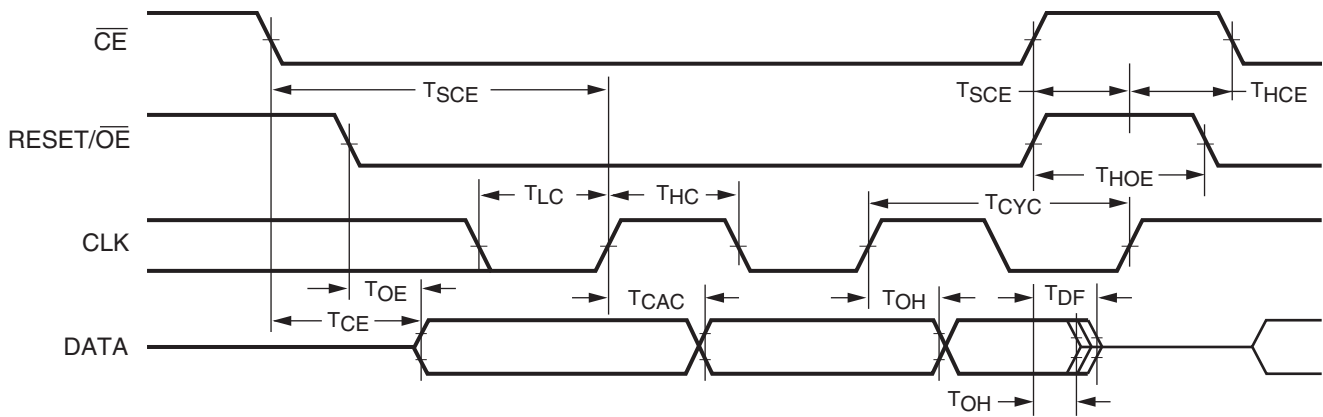 CE
TSCE TSCE THCE
RESET/OE
TLC THC TCYC THOE
CLK
TOE TCAC TOH TDF
TCE
DATA
TOH